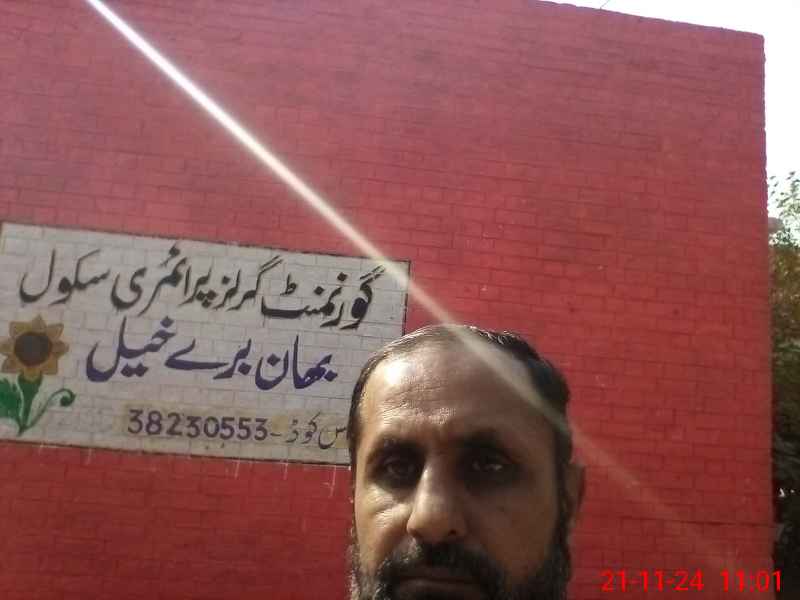 گورنمنٹ گرلز پرائمری سکول
بھان برے خیل
س کوڈ-38230553
21-11-24 11:01